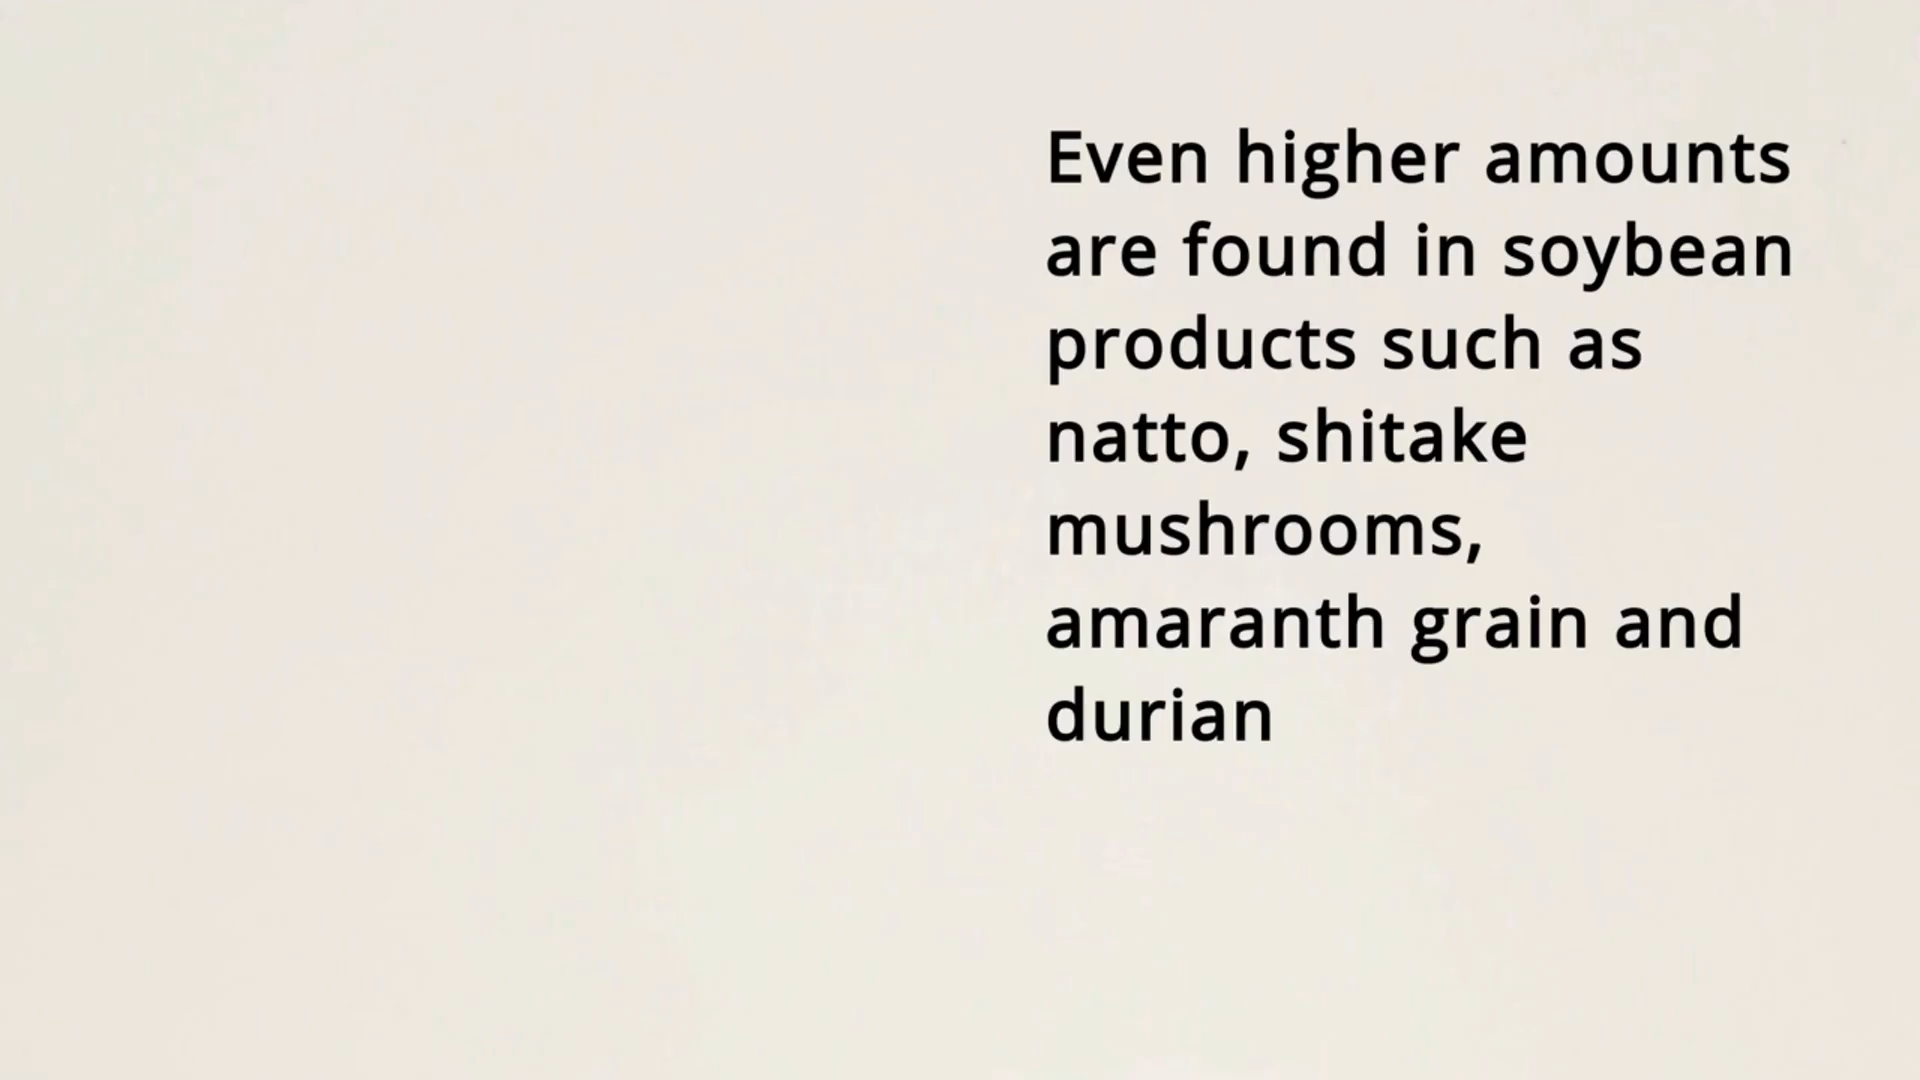 Even higher amounts
are found in soybean
products such as
natto, shitake
mushrooms,
amaranth grain and
durian